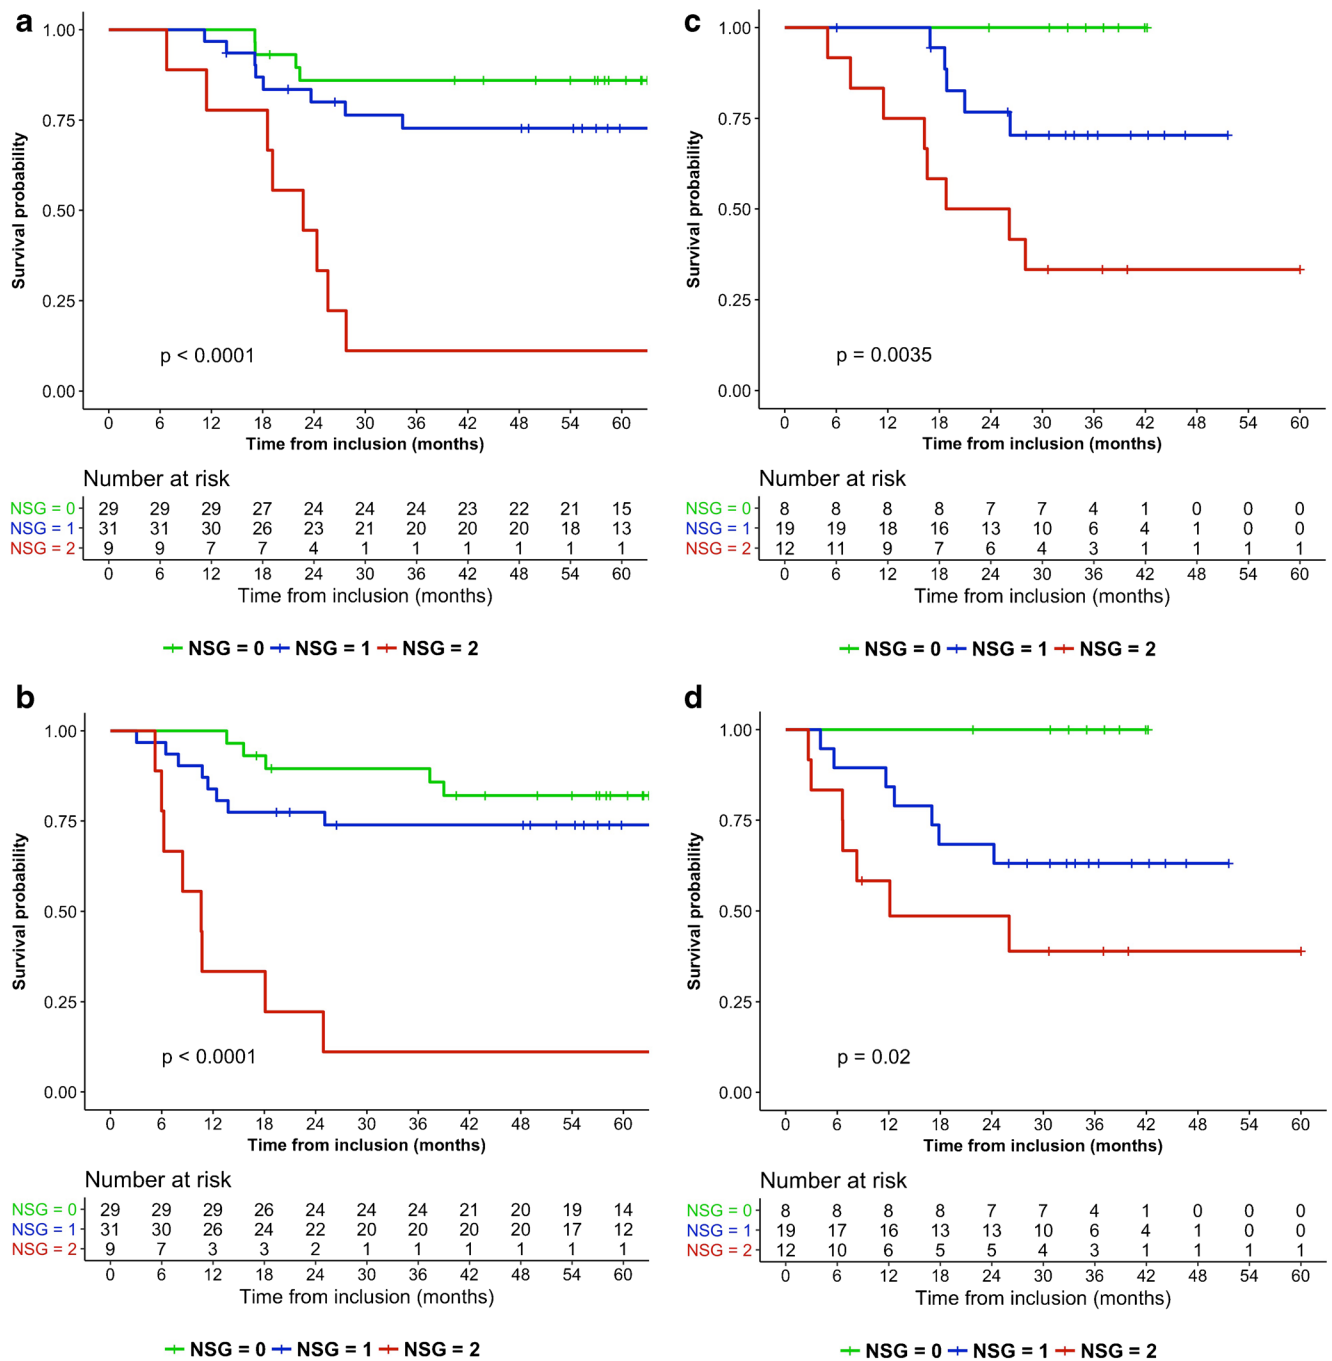 a
Survival probability
1.00
0.75
0.50
0.25
0.00
p < 0.0001
0 6 12 18 24 30 36 42 48 54 60
Time from inclusion (months)
Number at risk
NSG = 0 29 29 29 27 24 24 24 23 22 21 15
NSG = 1 31 31 30 26 23 21 20 20 20 18 13
NSG = 2 9 9 7 7 4 1 1 1 1 1 1
0 6 12 18 24 30 36 42 48 54 60
Time from inclusion (months)
NSG = 0 NSG = 1 NSG = 2
c
Survival probability
1.00
0.75
0.50
0.25
0.00
p = 0.0035
0 6 12 18 24 30 36 42 48 54 60
Time from inclusion (months)
Number at risk
NSG = 0 8 8 8 8 7 7 4 1 0 0 0
NSG = 1 19 19 18 16 13 10 6 4 1 0 0
NSG = 2 12 11 9 7 6 4 3 1 1 1 1
0 6 12 18 24 30 36 42 48 54 60
Time from inclusion (months)
NSG = 0 NSG = 1 NSG = 2
b
Survival probability
1.00
0.75
0.50
0.25
0.00
p < 0.0001
0 6 12 18 24 30 36 42 48 54 60
Time from inclusion (months)
Number at risk
NSG = 0 29 29 29 26 24 24 24 21 20 19 14
NSG = 1 31 30 26 24 22 20 20 20 20 17 12
NSG = 2 9 7 3 3 2 1 1 1 1 1 1
0 6 12 18 24 30 36 42 48 54 60
Time from inclusion (months)
NSG = 0 NSG = 1 NSG = 2
d
Survival probability
1.00
0.75
0.50
0.25
0.00
p = 0.02
0 6 12 18 24 30 36 42 48 54 60
Time from inclusion (months)
Number at risk
NSG = 0 8 8 8 8 7 7 4 1 0 0 0
NSG = 1 19 17 16 13 13 10 6 4 1 0 0
NSG = 2 12 10 6 5 5 4 3 1 1 1 1
0 6 12 18 24 30 36 42 48 54 60
Time from inclusion (months)
NSG = 0 NSG = 1 NSG = 2